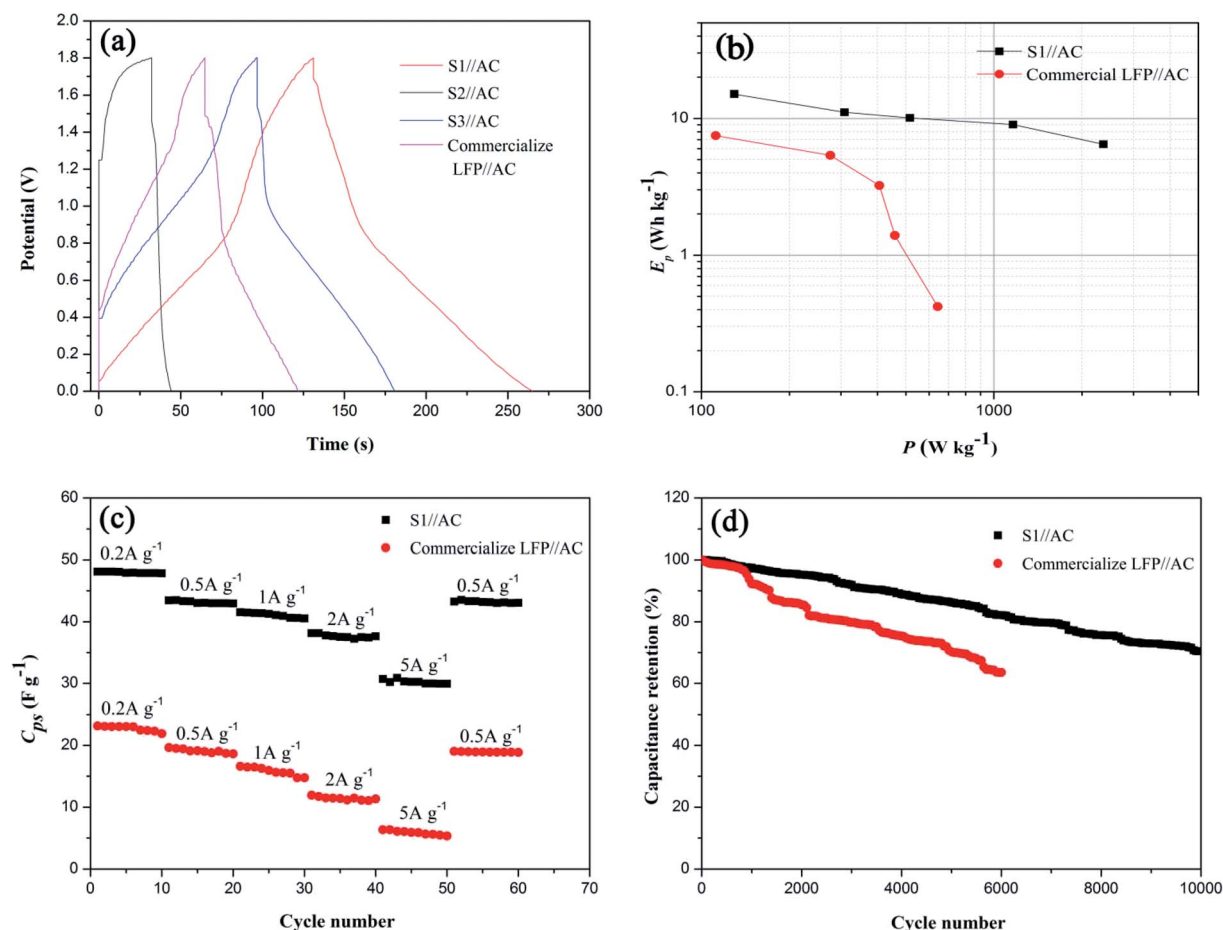 (a)
2.0
1.8
1.6
1.4
1.2
1.0
0.8
0.6
0.4
0.2
0.0
Potential (V)
S1//AC
S2//AC
S3//AC
Commercialize
LFP//AC
0 50 100 150 200 250 300
Time (s)
(b)
10
1
0.1
E_p (Wh kg⁻¹)
S1//AC
Commercial LFP//AC
100 1000
P (W kg⁻¹)
(c)
60
50
40
30
20
10
0
C_ps (F g⁻¹)
S1//AC
Commercialize LFP//AC
0.2A g⁻¹
0.5A g⁻¹
1A g⁻¹
2A g⁻¹
5A g⁻¹
0.5A g⁻¹
0.2A g⁻¹
0.5A g⁻¹
1A g⁻¹
2A g⁻¹
5A g⁻¹
0.5A g⁻¹
0 10 20 30 40 50 60 70
Cycle number
(d)
120
100
80
60
40
20
0
Capacitance retention (%)
S1//AC
Commercialize LFP//AC
0 2000 4000 6000 8000 10000
Cycle number